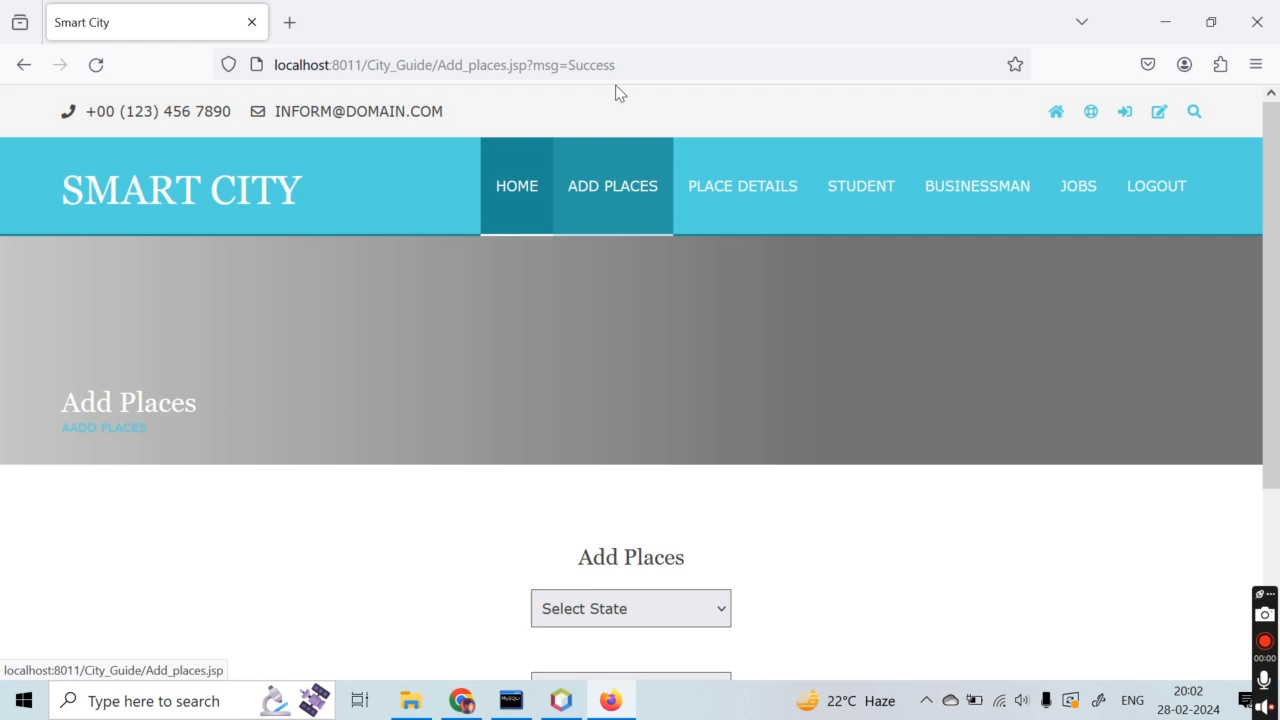 Smart City
localhost:8011/City_Guide/Add_places.jsp?msg=Success
+00 (123) 456 7890 INFORM@DOMAIN.COM
SMART CITY HOME ADD PLACES PLACE DETAILS STUDENT BUSINESSMAN JOBS LOGOUT
Add Places
AADD PLACES
Add Places
Select State
localhost:8011/City_Guide/Add_places.jsp
00:00
Type here to search 22°C Haze ENG 20:02
28-02-2024